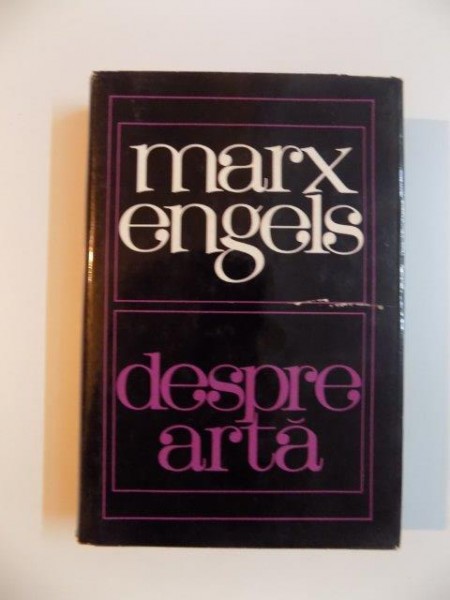 marx
engels
despre
artă